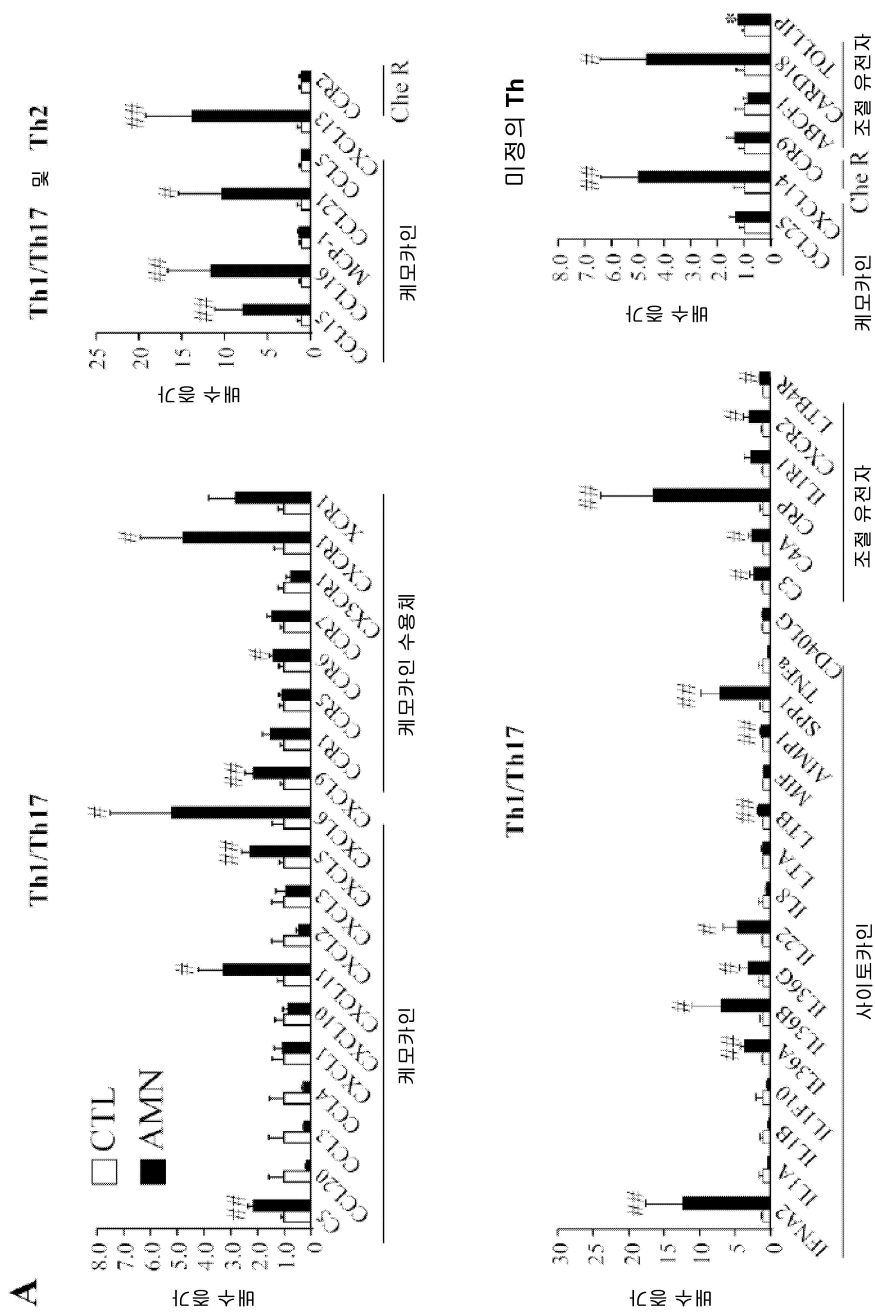 A
Th1/Th17
배수 증가
8.0
7.0
6.0
5.0
4.0
3.0
2.0
1.0
0
CTL
AMN
## # ## ## # ## # #
C5 CCL20 CCL3 CCL4 CXCL1 CXCL10 CXCL11 CXCL2 CXCL3 CXCL5 CXCL6 CXCL9 CCR1 CCR5 CCR6 CCR7 CX3CR1 CXCR1 XCR1
케모카인
케모카인 수용체
Th1/Th17 및 Th2
배수 증가
25
20
15
10
5
0
## ## # ##
CCL15 CCL16 MCP-1 CCL21 CCL5 CXCL13 CCR2
케모카인
Che R
Th1/Th17
배수 증가
30
25
20
15
10
5
0
IFNA2 IL1A IL1B IL1F10 IL36A IL36B IL36G IL22 IL8 LTA LTB MIF AIMP1 SPP1 TNFa CD40LG C3 C4A CRP IL1R1 CXCR2 LTB4R
사이토카인
조절 유전자
미정의 Th
배수 증가
8.0
7.0
6.0
5.0
4.0
3.0
2.0
1.0
0
## # *
CCL25 CXCL14 CCR9 ABCF1 CARD18 TOLLIP
케모카인
Che R
조절 유전자